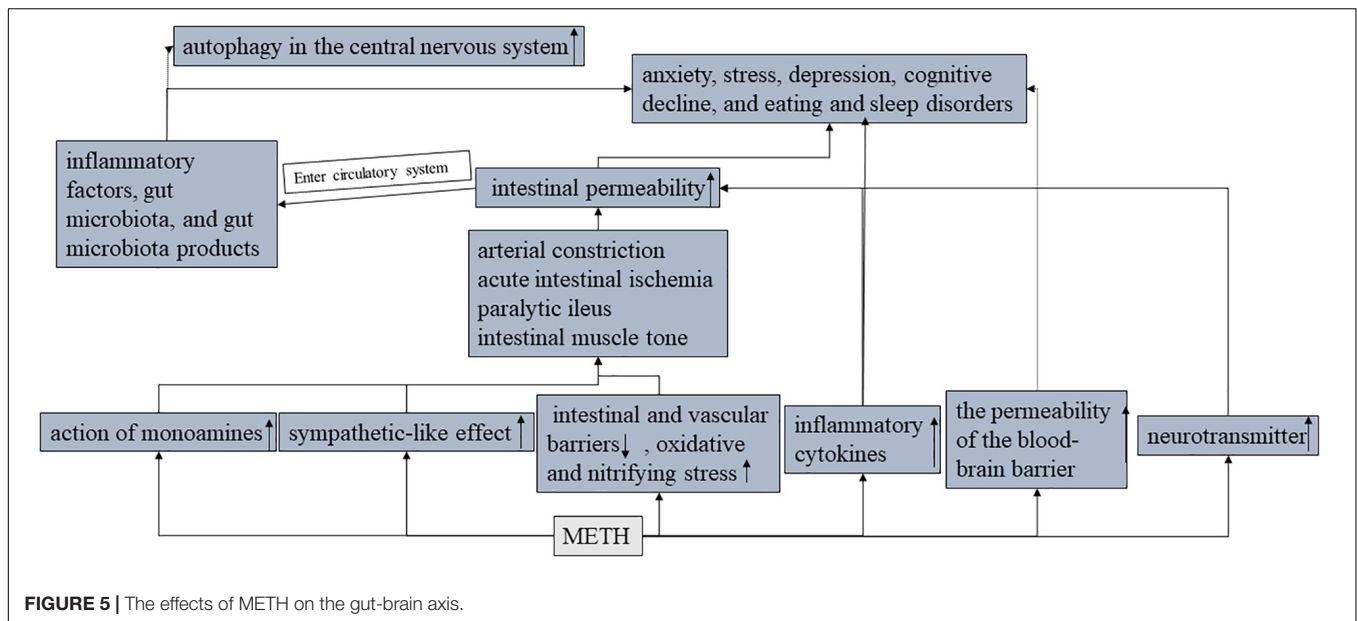 autophagy in the central nervous system↑
anxiety, stress, depression, cognitive
decline, and eating and sleep disorders
inflammatory
factors, gut
microbiota, and gut
microbiota products
Enter circulatory system
intestinal permeability↑
arterial constriction
acute intestinal ischemia
paralytic ileus
intestinal muscle tone
action of monoamines↑
sympathetic-like effect↑
intestinal and vascular
barriers↓ , oxidative
and nitrifying stress↑
inflammatory
cytokines↑
the permeability
of the blood-
brain barrier↑
neurotransmitter↑
METH
FIGURE 5 | The effects of METH on the gut-brain axis.